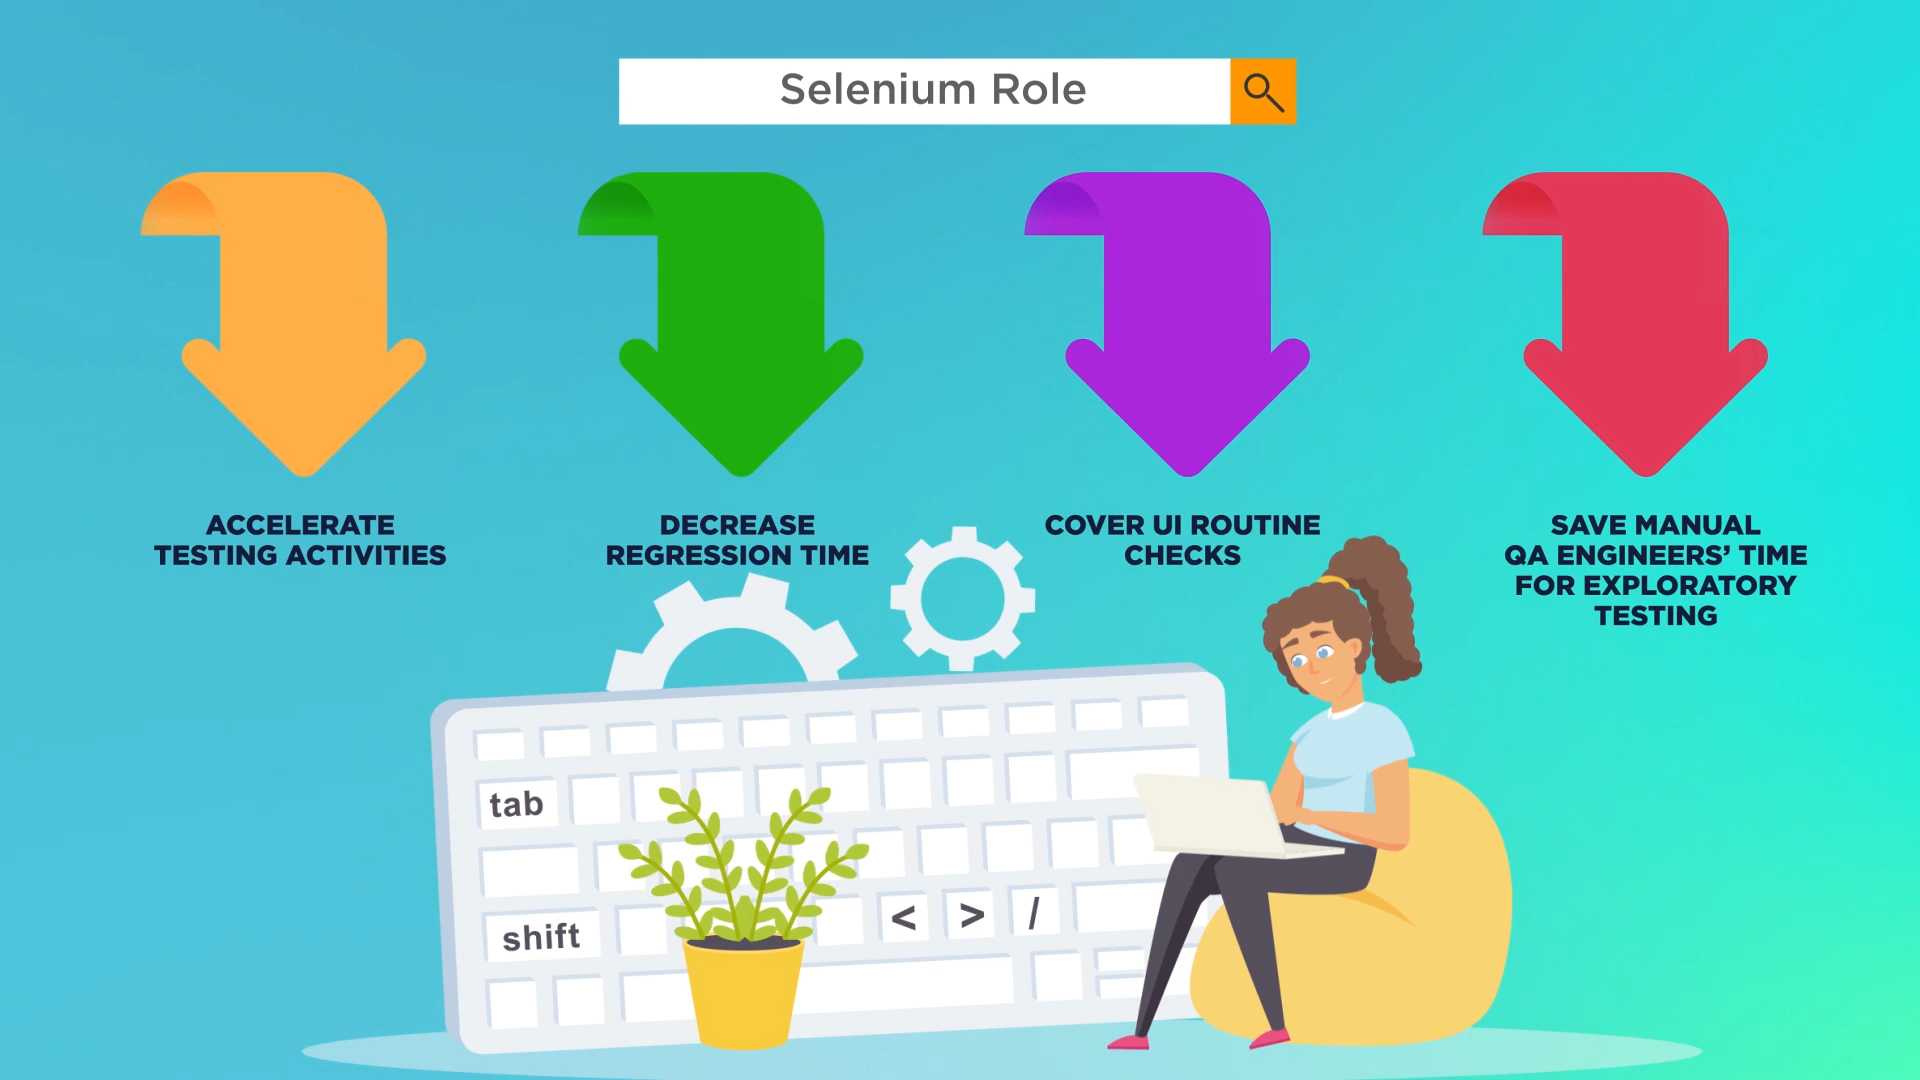 Selenium Role
ACCELERATE
TESTING ACTIVITIES
DECREASE
REGRESSION TIME
COVER UI ROUTINE
CHECKS
SAVE MANUAL
QA ENGINEERS’ TIME
FOR EXPLORATORY
TESTING
tab
shift
< > /